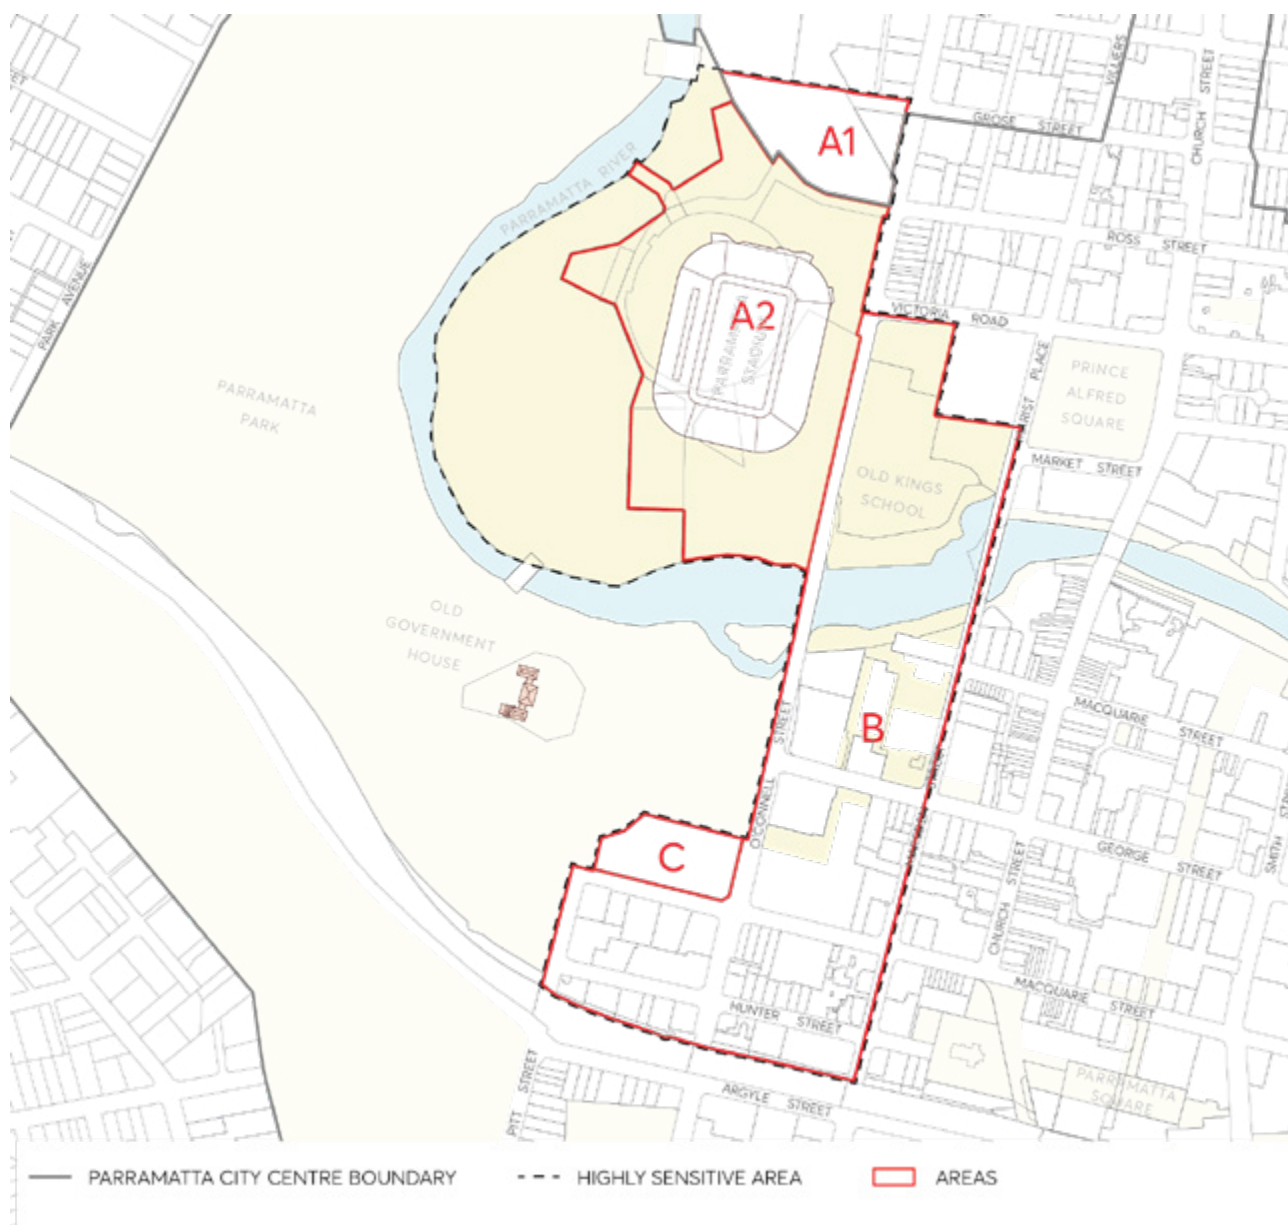 VILLIERS
CHURCH STREET
GROSE STREET
A1
PARRAMATTA RIVER
ROSS STREET
PARK AVENUE
A2
PARRAMATTA
STADIUM
VICTORIA ROAD
PLACE
PRINCE
ALFRED
SQUARE
PARRAMATTA
PARK
MARKET STREET
OLD KINGS
SCHOOL
OLD
GOVERNMENT
HOUSE
MACQUARIE STREET
STREET
B
O'CONNELL
GEORGE STREET
C
CHURCH STREET
MACQUARIE STREET
HUNTER STREET
PARRAMATTA
SQUARE
PITT STREET
ARGYLE STREET
PARRAMATTA CITY CENTRE BOUNDARY
HIGHLY SENSITIVE AREA
AREAS